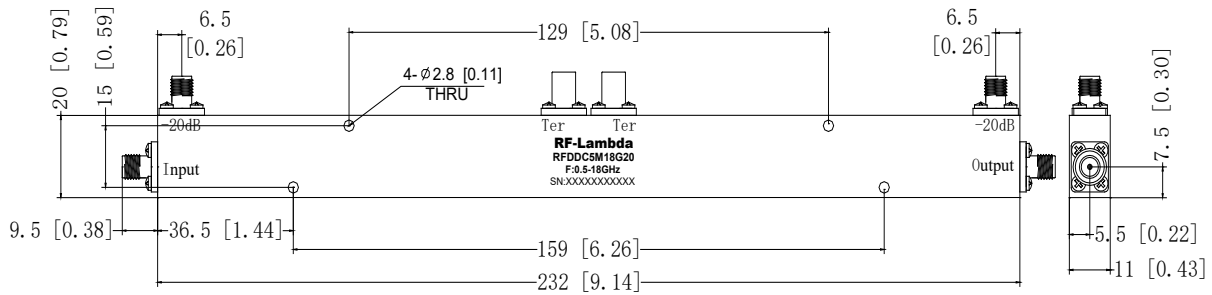 6.5
[0.26]
129 [5.08]
6.5
[0.26]
20 [0.79]
15 [0.59]
4-Ø2.8 [0.11]
THRU
7.5 [0.30]
-20dB
Ter
Ter
-20dB
RF-Lambda
RFDDC5M18G20
F:0.5-18GHz
SN:XXXXXXXXXXX
Input
Output
9.5 [0.38]
36.5 [1.44]
159 [6.26]
232 [9.14]
5.5 [0.22]
11 [0.43]